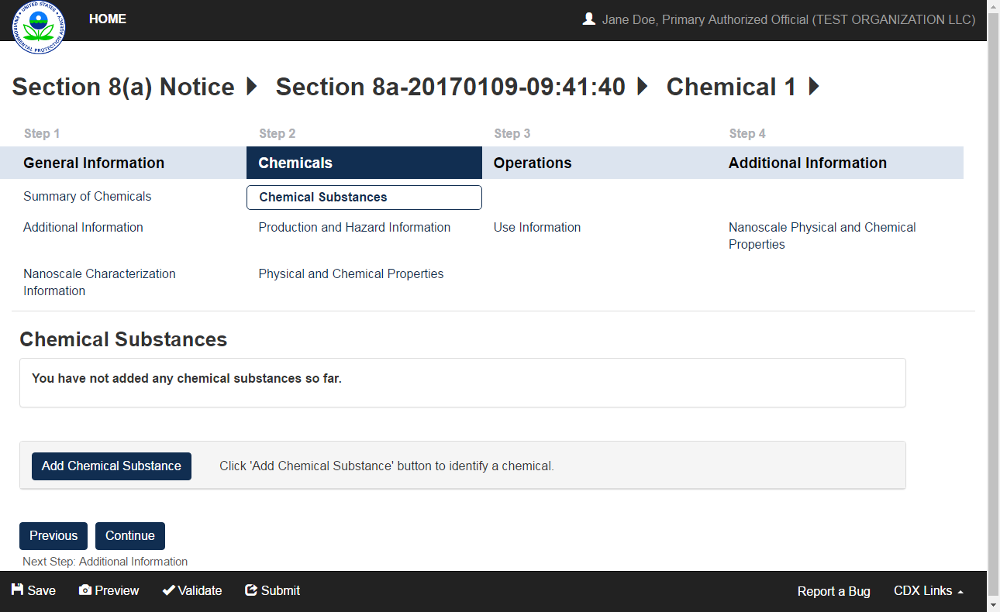 UNITED STATES
ENVIRONMENTAL PROTECTION AGENCY
HOME
Jane Doe, Primary Authorized Official (TEST ORGANIZATION LLC)
Section 8(a) Notice Section 8a-20170109-09:41:40 Chemical 1
Step 1 Step 2 Step 3 Step 4
General Information Chemicals Operations Additional Information
Summary of Chemicals Chemical Substances
Additional Information Production and Hazard Information Use Information Nanoscale Physical and Chemical
Properties
Nanoscale Characterization Physical and Chemical Properties
Information
Chemical Substances
You have not added any chemical substances so far.
Add Chemical Substance Click 'Add Chemical Substance' button to identify a chemical.
Previous Continue
Next Step: Additional Information
Save Preview Validate Submit Report a Bug CDX Links